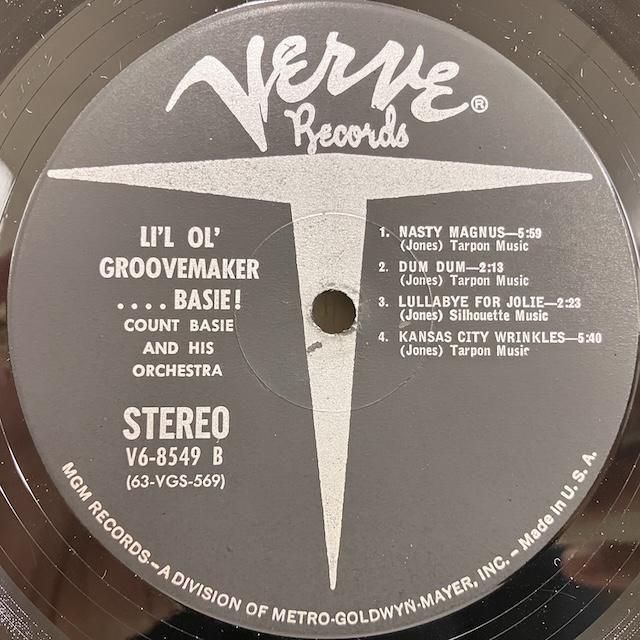 VERVE®
Records
LI'L OL'
GROOVEMAKER
....BASIE!
COUNT BASIE
AND HIS
ORCHESTRA
STEREO
V6-8549 B
(63-VGS-569)
1. NASTY MAGNUS—5:59
(Jones) Tarpon Music
2. DUM DUM—2:13
(Jones) Tarpon Music
3. LULLABYE FOR JOLIE—2:23
(Jones) Silhouette Music
4. KANSAS CITY WRINKLES—5:40
(Jones) Tarpon Music
MGM RECORDS—A DIVISION OF METRO-GOLDWYN-MAYER, INC. – Made in U. S. A.